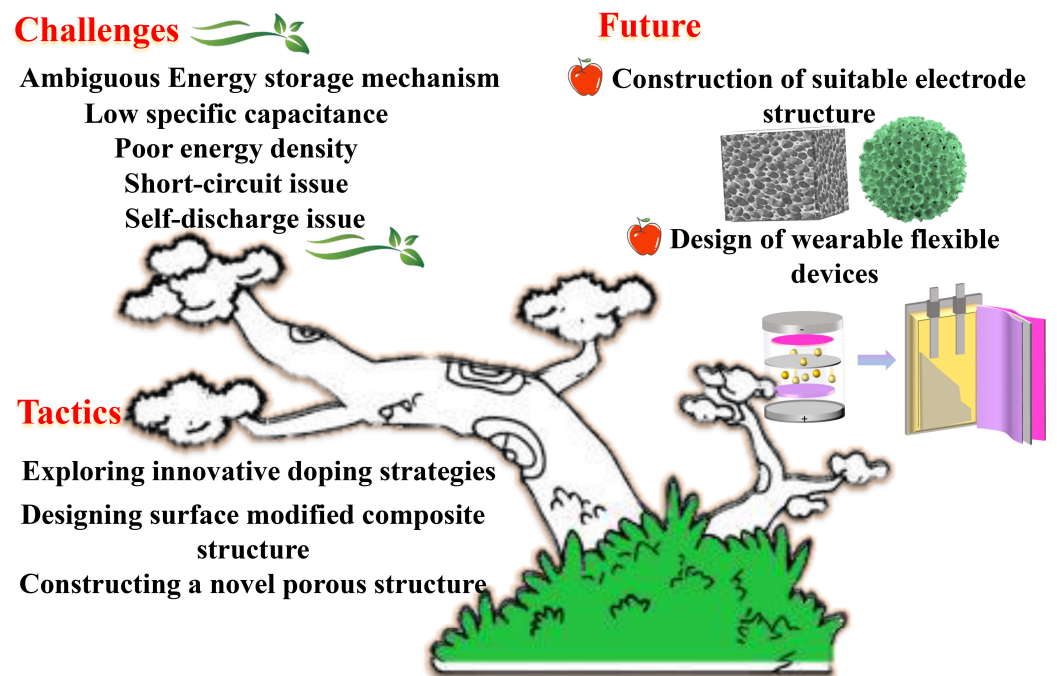 Challenges
Ambiguous Energy storage mechanism
Low specific capacitance
Poor energy density
Short-circuit issue
Self-discharge issue
Tactics
Exploring innovative doping strategies
Designing surface modified composite
structure
Constructing a novel porous structure
Future
Construction of suitable electrode
structure
Design of wearable flexible
devices
-
+